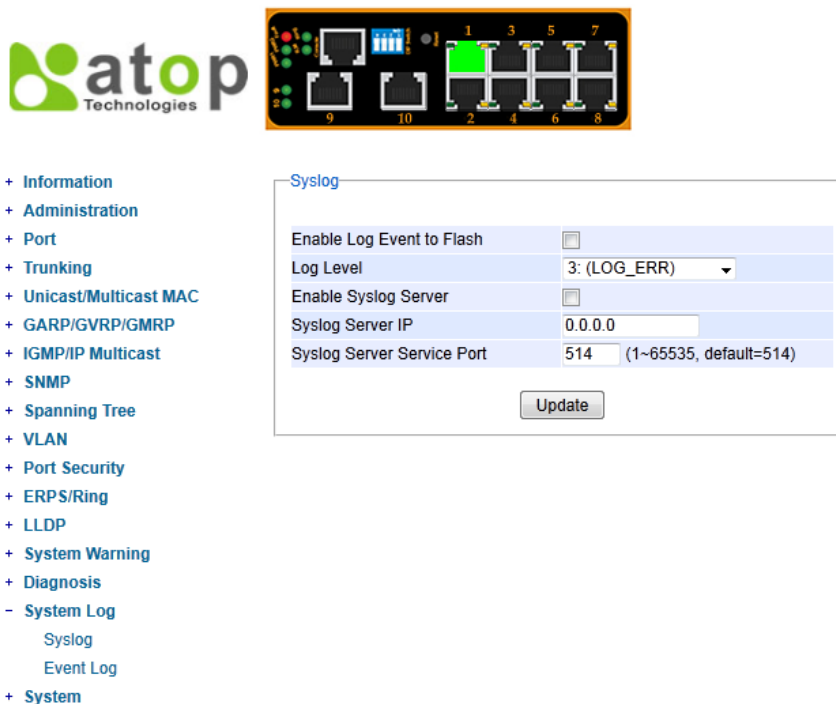 atop
Technologies
1 3 5 7
9 10 2 4 6 8
+ Information
+ Administration
+ Port
+ Trunking
+ Unicast/Multicast MAC
+ GARP/GVRP/GMRP
+ IGMP/IP Multicast
+ SNMP
+ Spanning Tree
+ VLAN
+ Port Security
+ ERPS/Ring
+ LLDP
+ System Warning
+ Diagnosis
− System Log
Syslog
Event Log
+ System
Syslog
Enable Log Event to Flash
Log Level 3: (LOG_ERR)
Enable Syslog Server
Syslog Server IP 0.0.0.0
Syslog Server Service Port 514 (1~65535, default=514)
Update